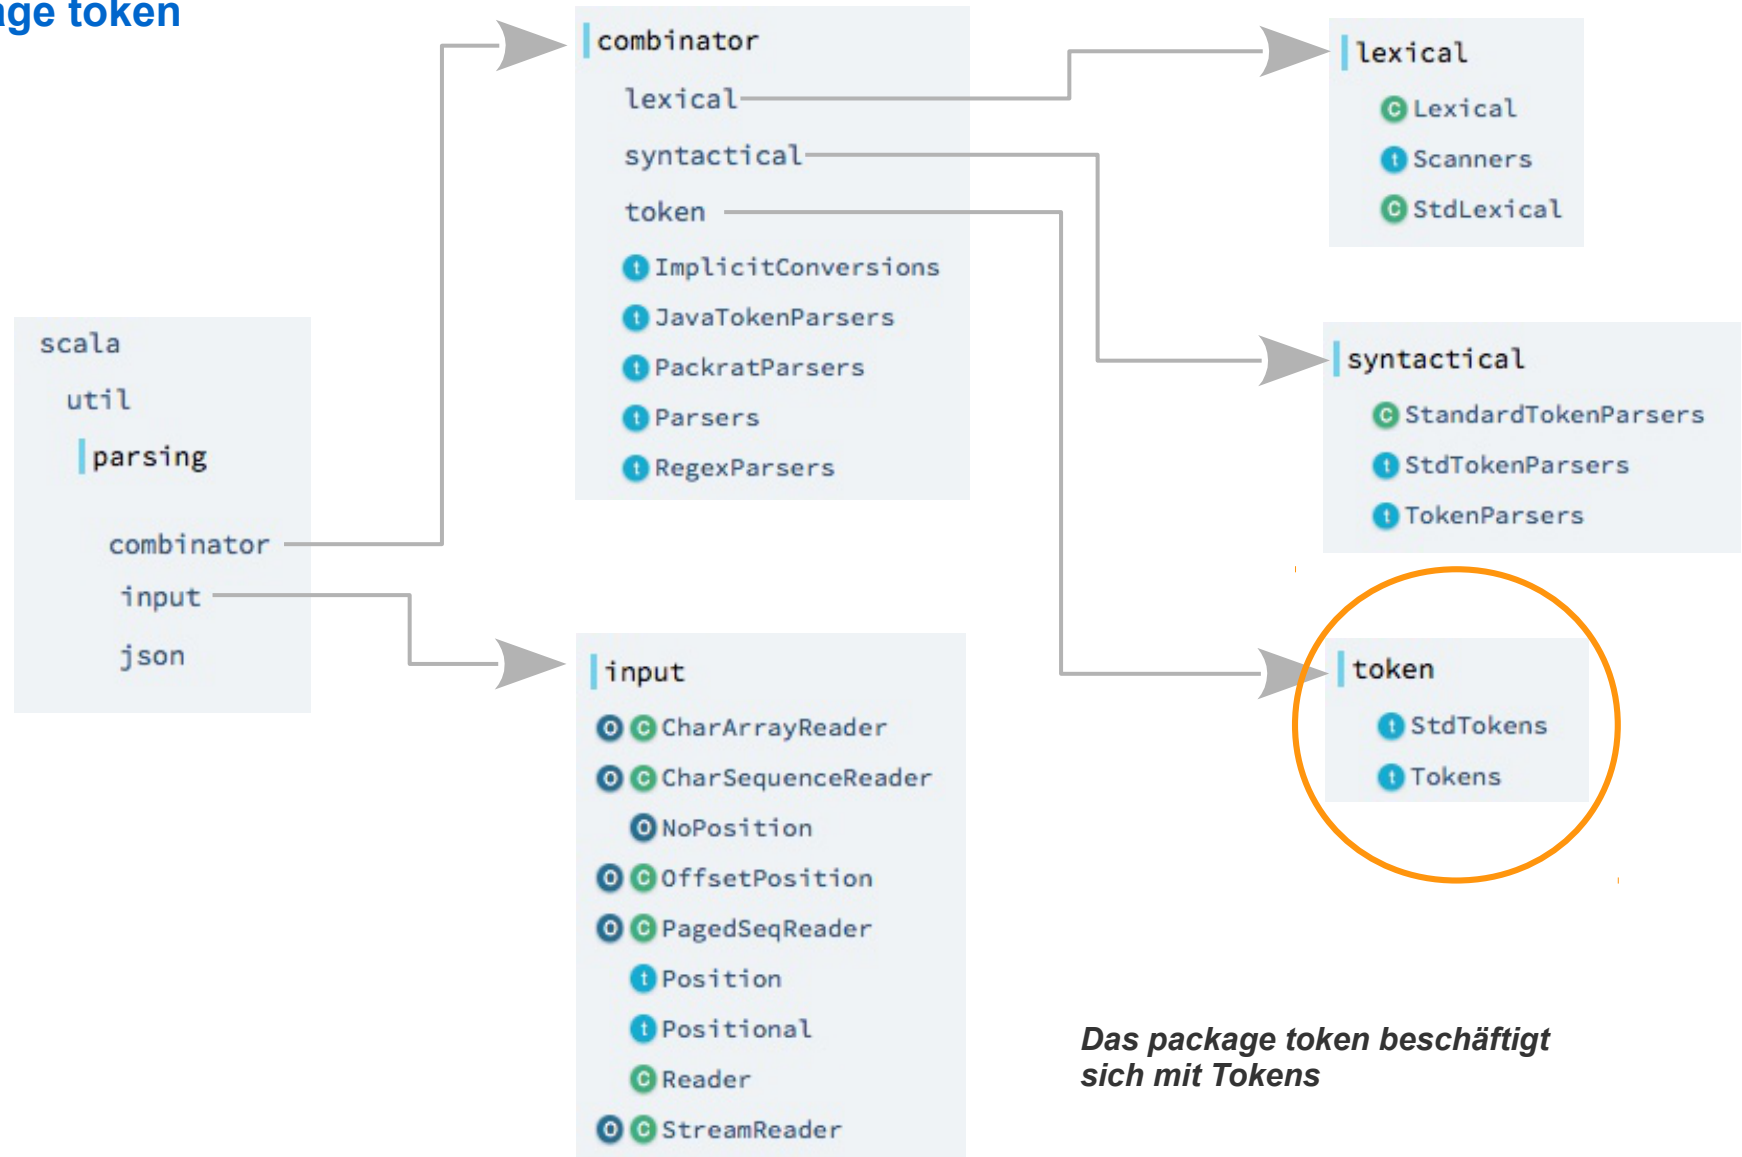 age token
scala
util
parsing
combinator
input
json
combinator
lexical
syntactical
token
t ImplicitConversions
t JavaTokenParsers
t PackratParsers
t Parsers
t RegexParsers
input
O C CharArrayReader
O C CharSequenceReader
O NoPosition
O C OffsetPosition
O C PagedSeqReader
t Position
t Positional
C Reader
O C StreamReader
lexical
C Lexical
t Scanners
C StdLexical
syntactical
C StandardTokenParsers
t StdTokenParsers
t TokenParsers
token
t StdTokens
t Tokens
Das package token beschäftigt
sich mit Tokens